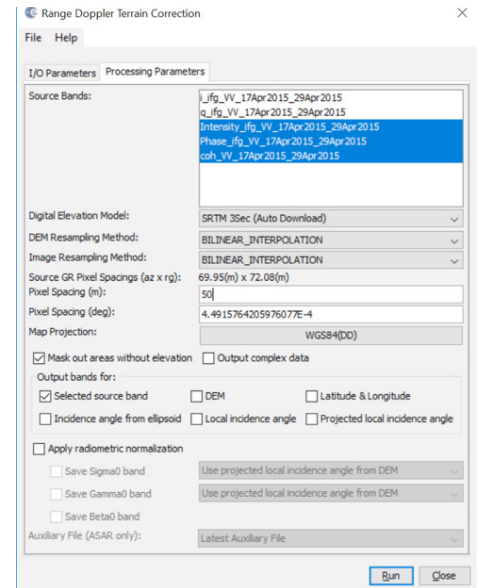 Range Doppler Terrain Correction
File Help
I/O Parameters Processing Parameters
Source Bands:
i_ifg_VV_17Apr2015_29Apr2015
q_ifg_VV_17Apr2015_29Apr2015
Intensity_ifg_VV_17Apr2015_29Apr2015
Phase_ifg_VV_17Apr2015_29Apr2015
coh_VV_17Apr2015_29Apr2015
Digital Elevation Model: SRTM 3Sec (Auto Download)
DEM Resampling Method: BILINEAR_INTERPOLATION
Image Resampling Method: BILINEAR_INTERPOLATION
Source GR Pixel Spacings (az x rg): 69.95(m) x 72.08(m)
Pixel Spacing (m): 50
Pixel Spacing (deg): 4.4915764205976077E-4
Map Projection: WGS84(DD)
Mask out areas without elevation Output complex data
Output bands for:
Selected source band DEM Latitude & Longitude
Incidence angle from ellipsoid Local incidence angle Projected local incidence angle
Apply radiometric normalization
Save Sigma0 band Use projected local incidence angle from DEM
Save Gamma0 band Use projected local incidence angle from DEM
Save Beta0 band
Auxiliary File (ASAR only): Latest Auxiliary File
Run Close